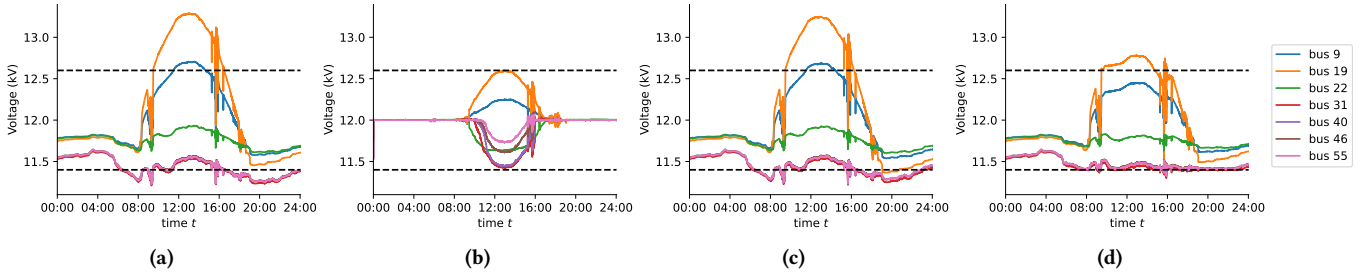 Voltage (kV)
13.0
12.5
12.0
11.5
00:00 04:00 08:00 12:00 16:00 20:00 24:00
time t
(a)
Voltage (kV)
13.0
12.5
12.0
11.5
00:00 04:00 08:00 12:00 16:00 20:00 24:00
time t
(b)
Voltage (kV)
13.0
12.5
12.0
11.5
00:00 04:00 08:00 12:00 16:00 20:00 24:00
time t
(c)
Voltage (kV)
13.0
12.5
12.0
11.5
00:00 04:00 08:00 12:00 16:00 20:00 24:00
time t
(d)
bus 9
bus 19
bus 22
bus 31
bus 40
bus 46
bus 55